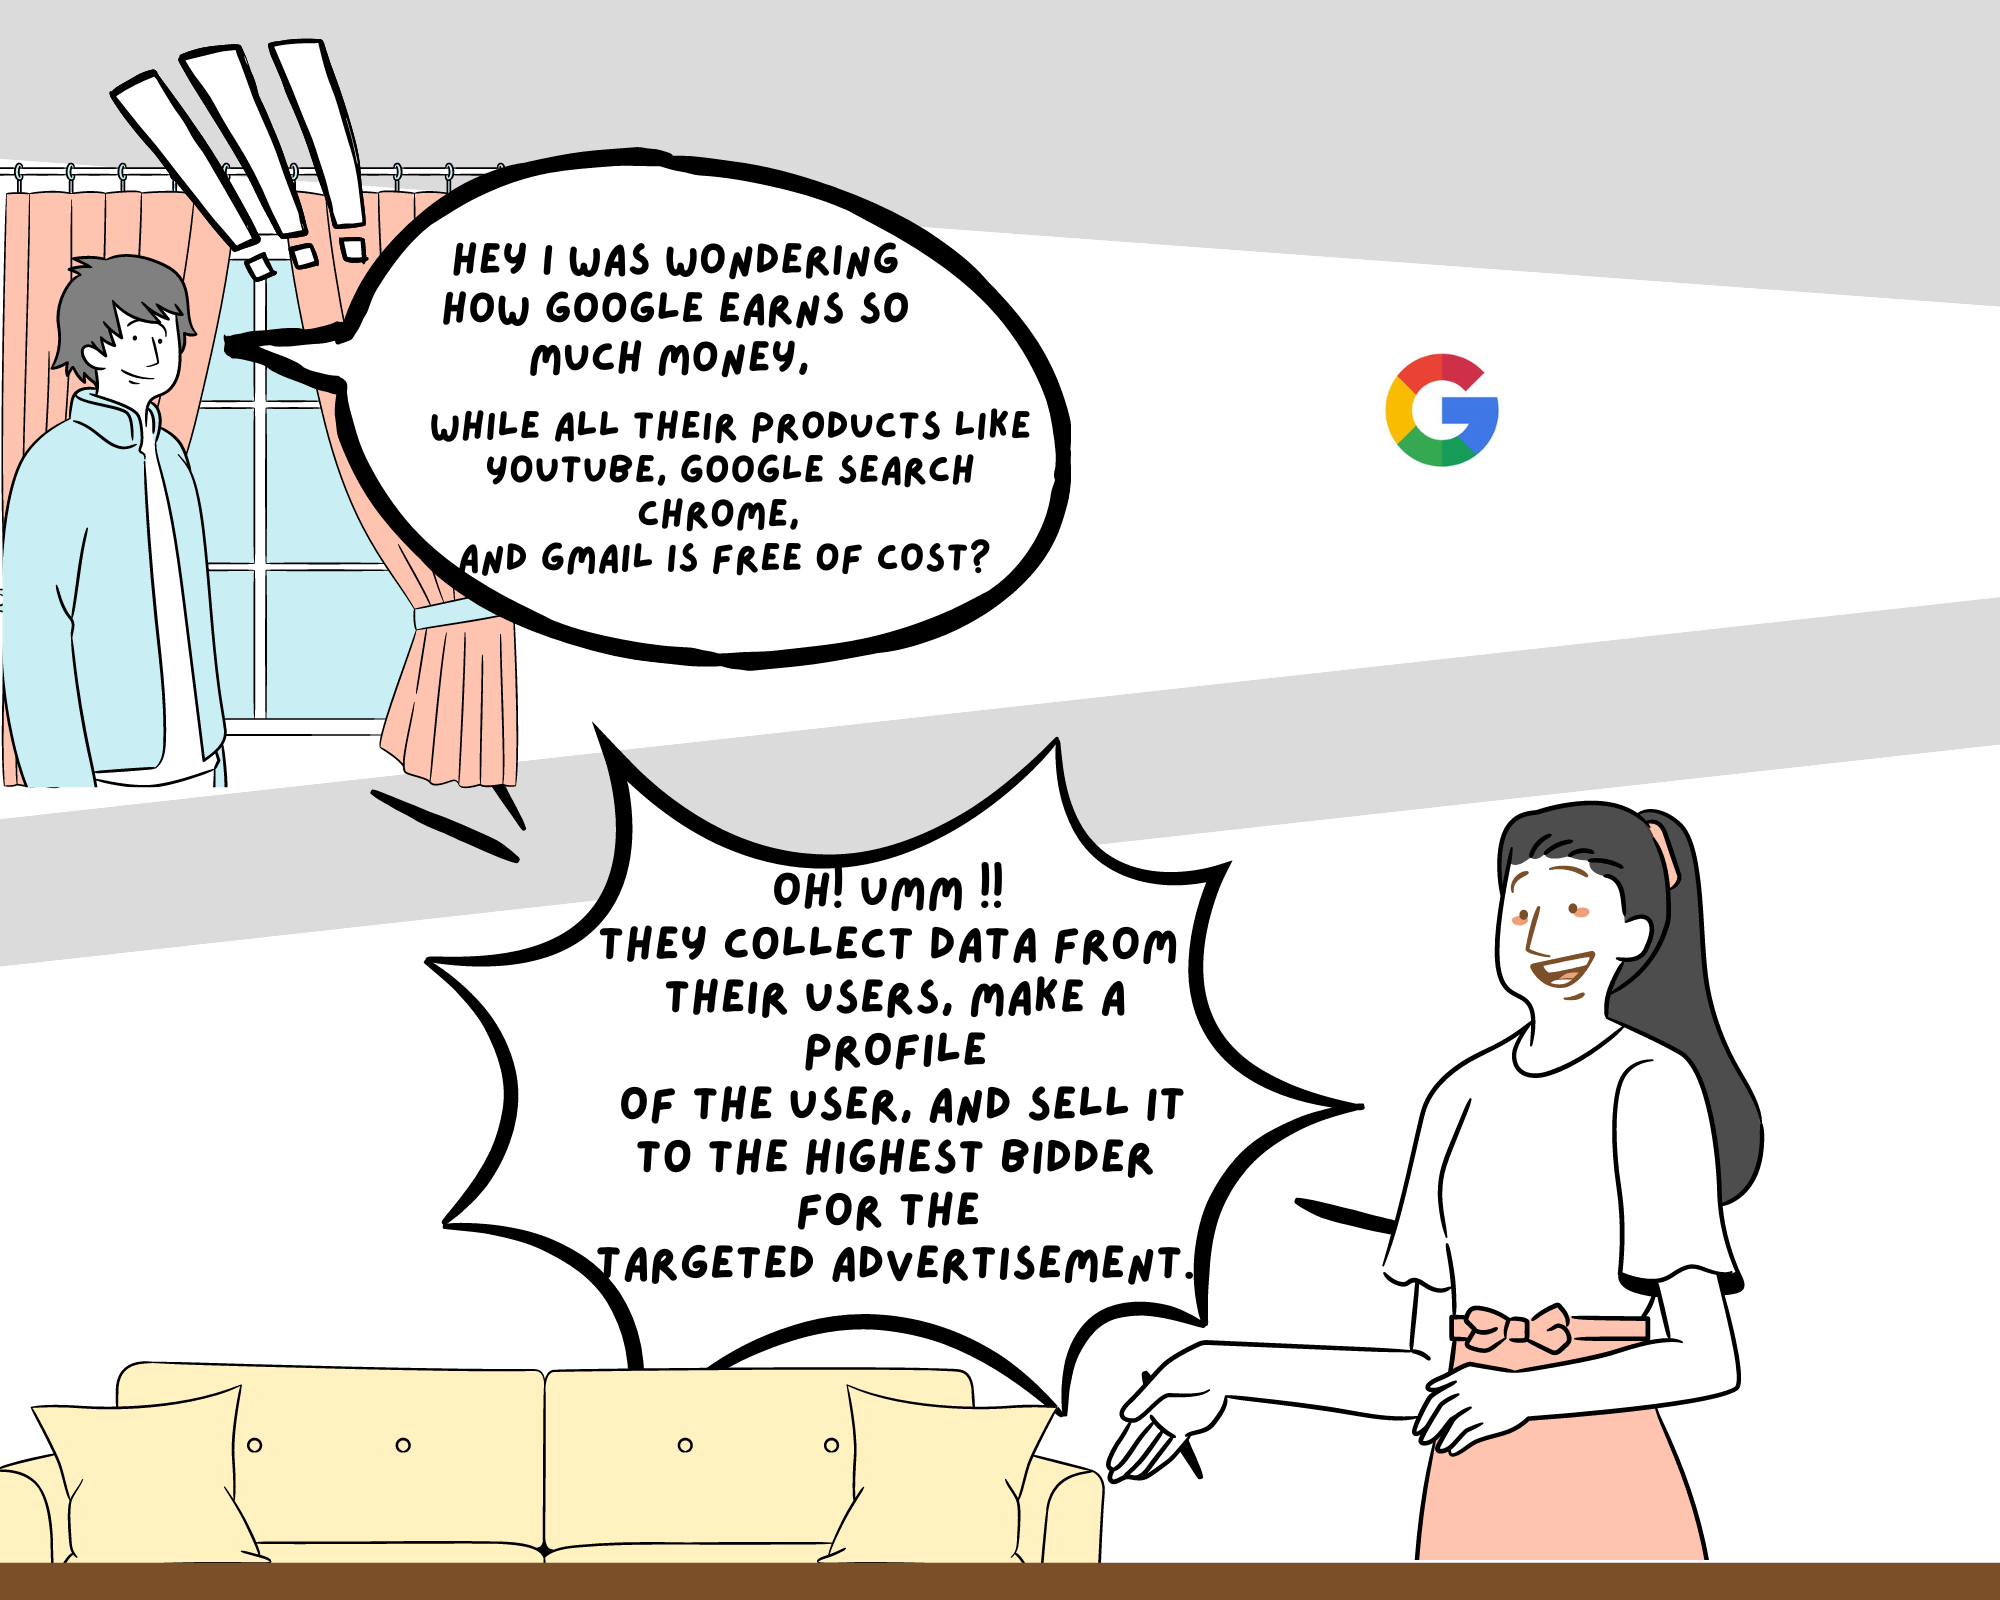 HEY I WAS WONDERING
HOW GOOGLE EARNS SO
MUCH MONEY,
WHILE ALL THEIR PRODUCTS LIKE
YOUTUBE, GOOGLE SEARCH
CHROME,
AND GMAIL IS FREE OF COST?
OH! UMM !!
THEY COLLECT DATA FROM
THEIR USERS, MAKE A
PROFILE
OF THE USER, AND SELL IT
TO THE HIGHEST BIDDER
FOR THE
TARGETED ADVERTISEMENT.